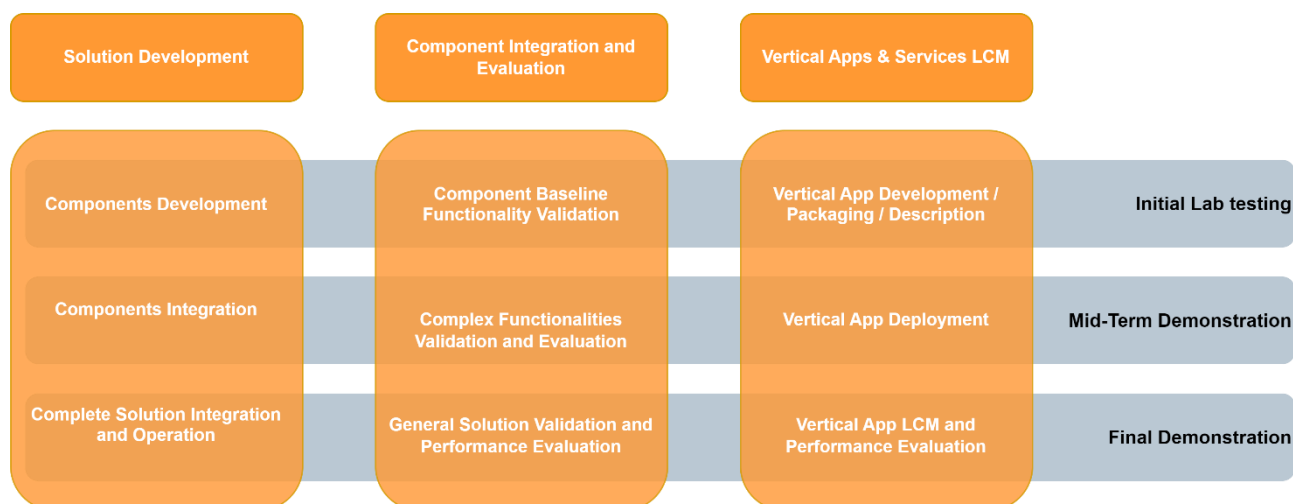 Solution Development
Component Integration and
Evaluation
Vertical Apps & Services LCM
Components Development
Component Baseline
Functionality Validation
Vertical App Development /
Packaging / Description
Initial Lab testing
Components Integration
Complex Functionalities
Validation and Evaluation
Vertical App Deployment
Mid-Term Demonstration
Complete Solution Integration
and Operation
General Solution Validation and
Performance Evaluation
Vertical App LCM and
Performance Evaluation
Final Demonstration